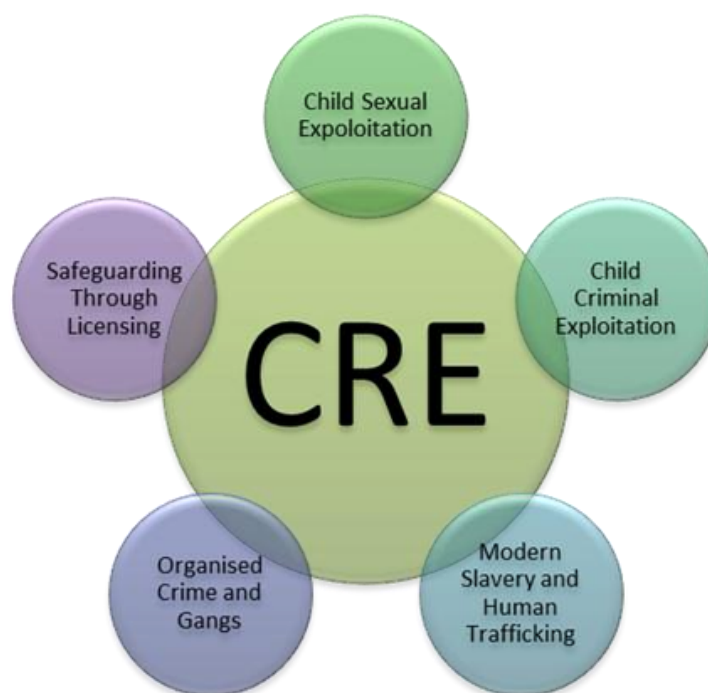 Child Sexual
Expoloitation
Safeguarding
Through
Licensing
CRE
Child
Criminal
Exploitation
Organised
Crime and
Gangs
Modern
Slavery and
Human
Trafficking